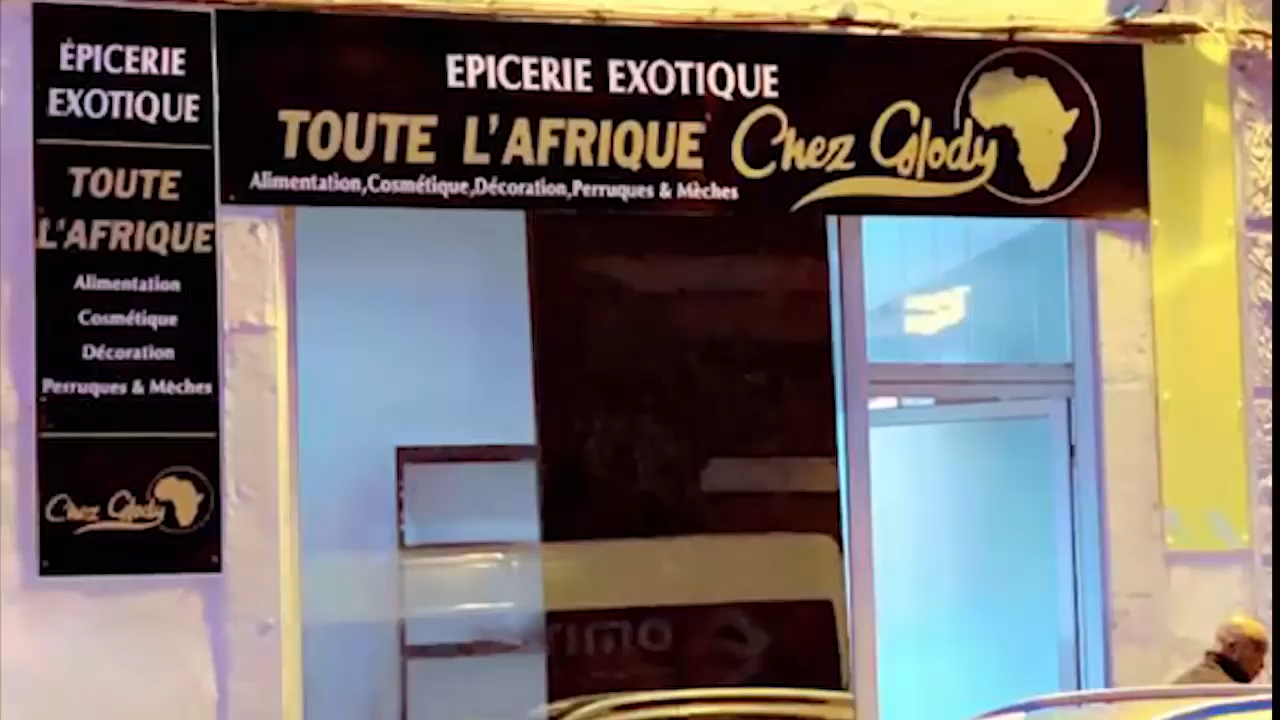 ÉPICERIE
EXOTIQUE
TOUTE
L'AFRIQUE
Alimentation
Cosmétique
Décoration
Perruques & Mèches
Chez Glody
EPICERIE EXOTIQUE
TOUTE L'AFRIQUE Chez Glody
Alimentation,Cosmétique,Décoration,Perruques & Mèches